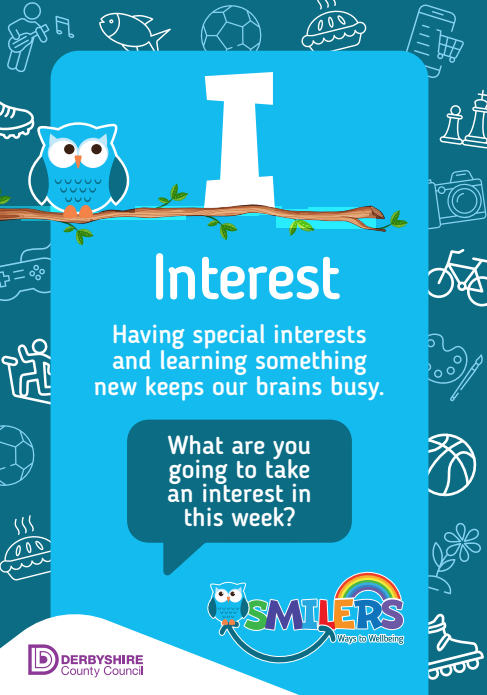 I
Interest
Having special interests
and learning something
new keeps our brains busy.
What are you
going to take
an interest in
this week?
SMILERS
Ways to Wellbeing
DERBYSHIRE
County Council